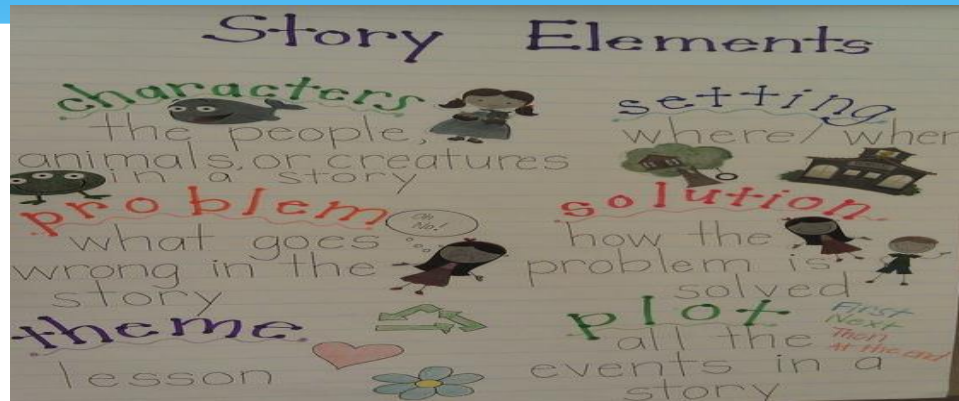 Story Elements
characters
the people,
animals, or creatures
in a story
setting
where/when
problem
Oh
No!
what goes
wrong in the
story
solution
how the
problem is
solved
theme
lesson
plot
First
Next
Then
At the end
all the
events in a
story